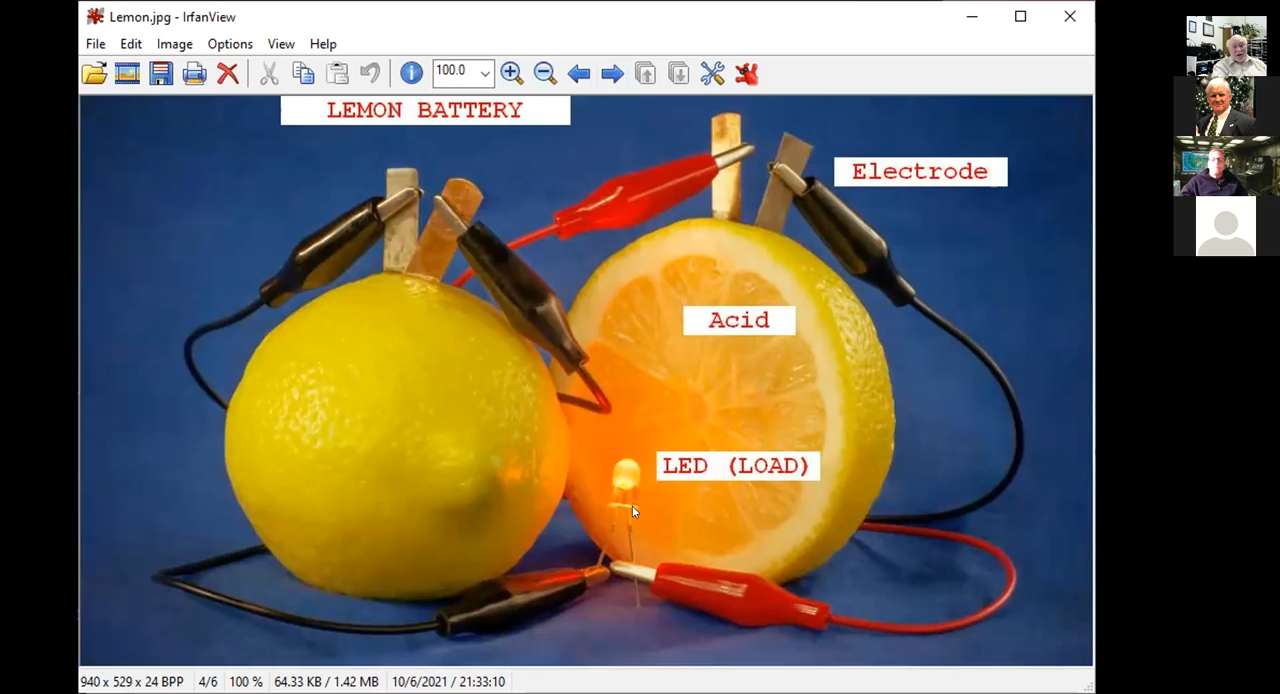 Lemon.jpg - IrfanView
File Edit Image Options View Help
100.0
LEMON BATTERY
Electrode
Acid
LED (LOAD)
940 x 529 x 24 BPP 4/6 100 % 64.33 KB / 1.42 MB 10/6/2021 / 21:33:10